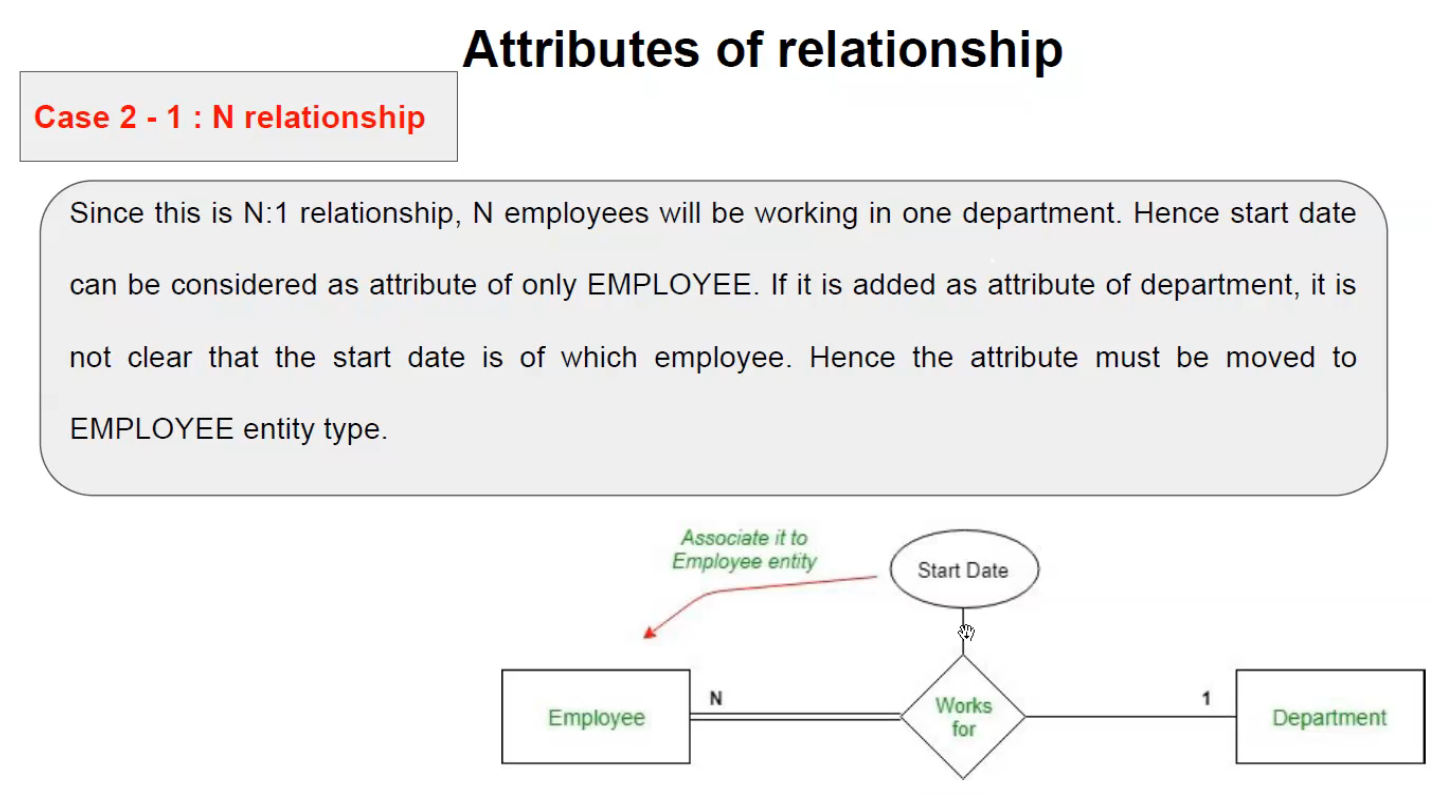 Attributes of relationship
Case 2 - 1 : N relationship
Since this is N:1 relationship, N employees will be working in one department. Hence start date
can be considered as attribute of only EMPLOYEE. If it is added as attribute of department, it is
not clear that the start date is of which employee. Hence the attribute must be moved to
EMPLOYEE entity type.
Associate it to
Employee entity
Start Date
Employee
N
Works
for
1
Department